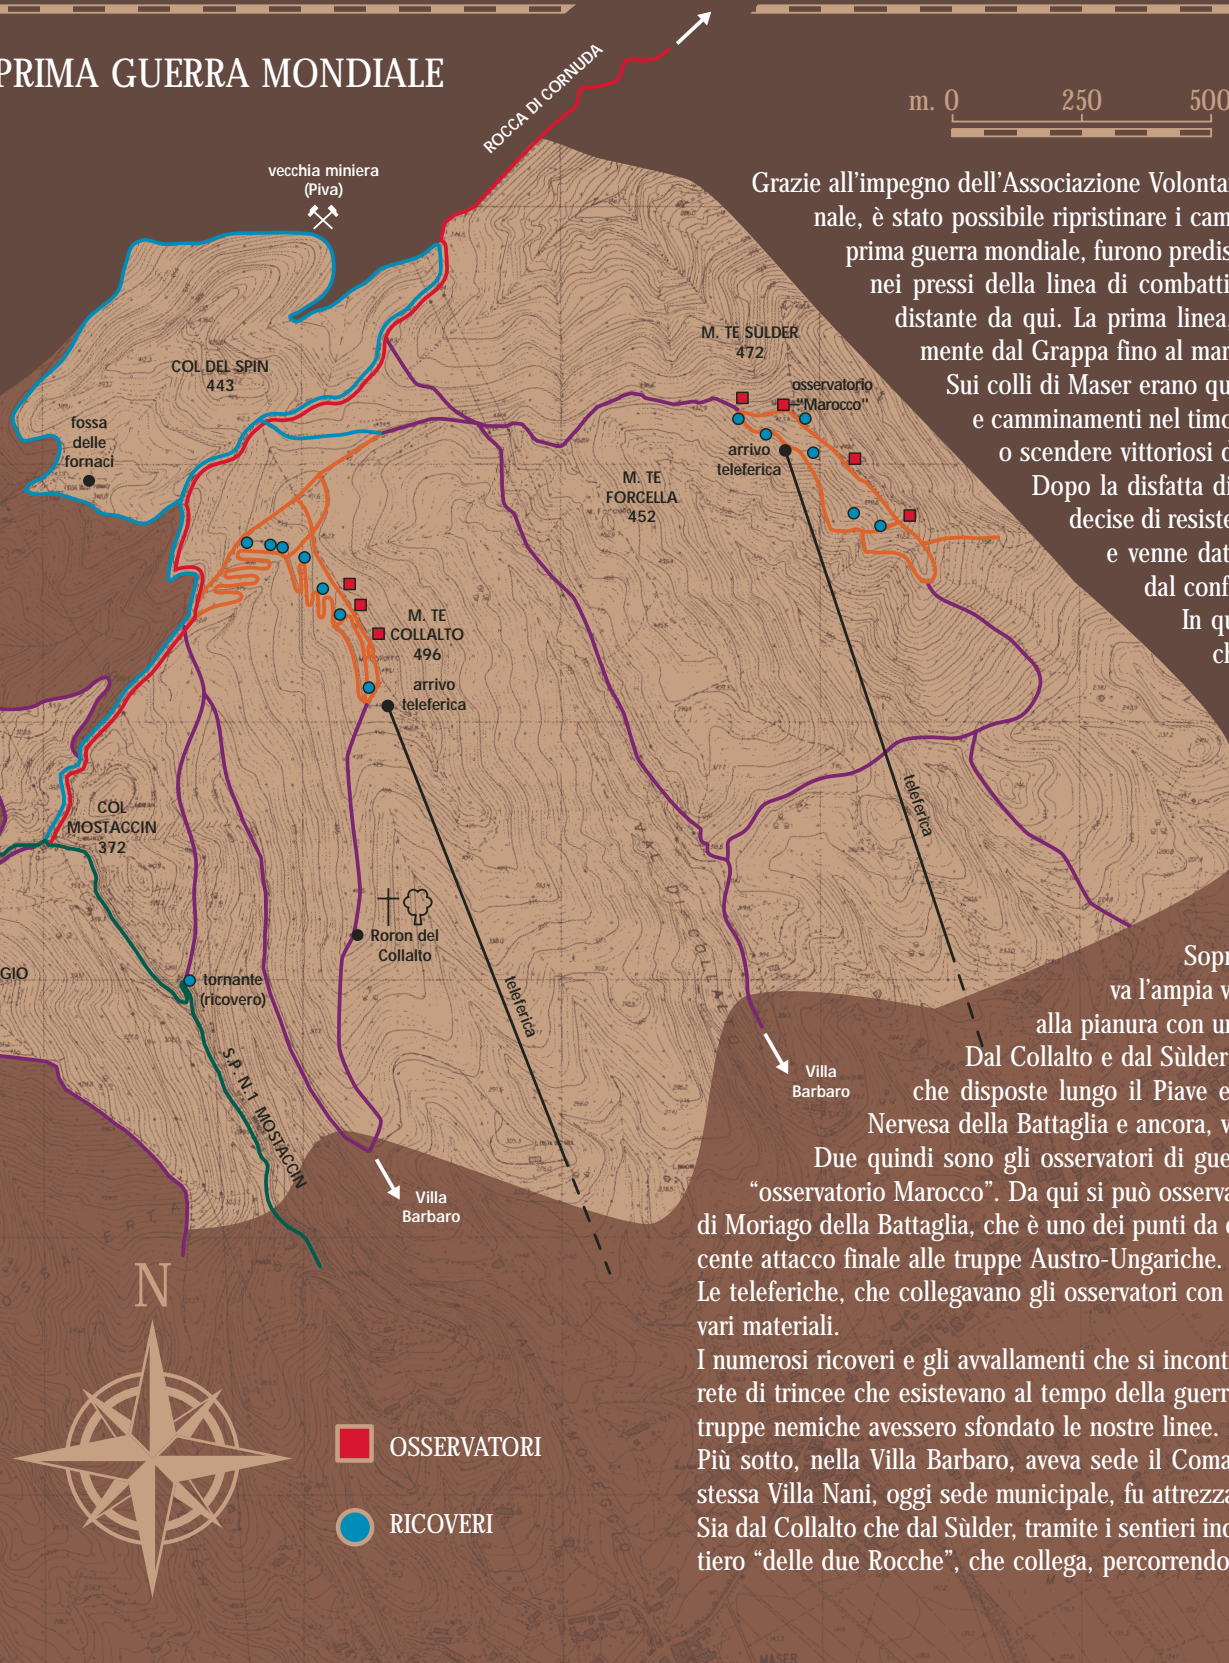 PRIMA GUERRA MONDIALE
ROCCA DI CORNUDA
m. 0 250 500
vecchia miniera
(Piva)
COL DEL SPIN
443
fossa
delle
fornaci
M. TE SÙLDER
472
osservatorio
"Marocco"
arrivo
teleferica
M. TE
FORCELLA
452
M. TE
COLLALTO
496
arrivo
teleferica
COL
MOSTACCIN
372
teleferica
VAL DI COLLALTO
Roron del
Collalto
GIO
tornante
(ricovero)
teleferica
S.P. N.1 MOSTACCIN
Villa
Barbaro
Villa
Barbaro
N
OSSERVATORI
RICOVERI
Grazie all'impegno dell'Associazione Volonta
nale, è stato possibile ripristinare i cam
prima guerra mondiale, furono predis
nei pressi della linea di combatti
distante da qui. La prima linea
mente dal Grappa fino al mar
Sui colli di Maser erano qu
e camminamenti nel timo
o scendere vittoriosi d
Dopo la disfatta di
decise di resiste
e venne dat
dal conf
In qu
ch
Sopr
va l'ampia v
alla pianura con un
Dal Collalto e dal Sùlder
che disposte lungo il Piave e
Nervesa della Battaglia e ancora, v
Due quindi sono gli osservatori di gue
“osservatorio Marocco”. Da qui si può osserva
di Moriago della Battaglia, che è uno dei punti da
cente attacco finale alle truppe Austro-Ungariche.
Le teleferiche, che collegavano gli osservatori con
vari materiali.
I numerosi ricoveri e gli avvallamenti che si incont
rete di trincee che esistevano al tempo della guerr
truppe nemiche avessero sfondato le nostre linee.
Più sotto, nella Villa Barbaro, aveva sede il Coma
stessa Villa Nani, oggi sede municipale, fu attrezza
Sia dal Collalto che dal Sùlder, tramite i sentieri ind
tiero “delle due Rocche”, che collega, percorrendo
MASER